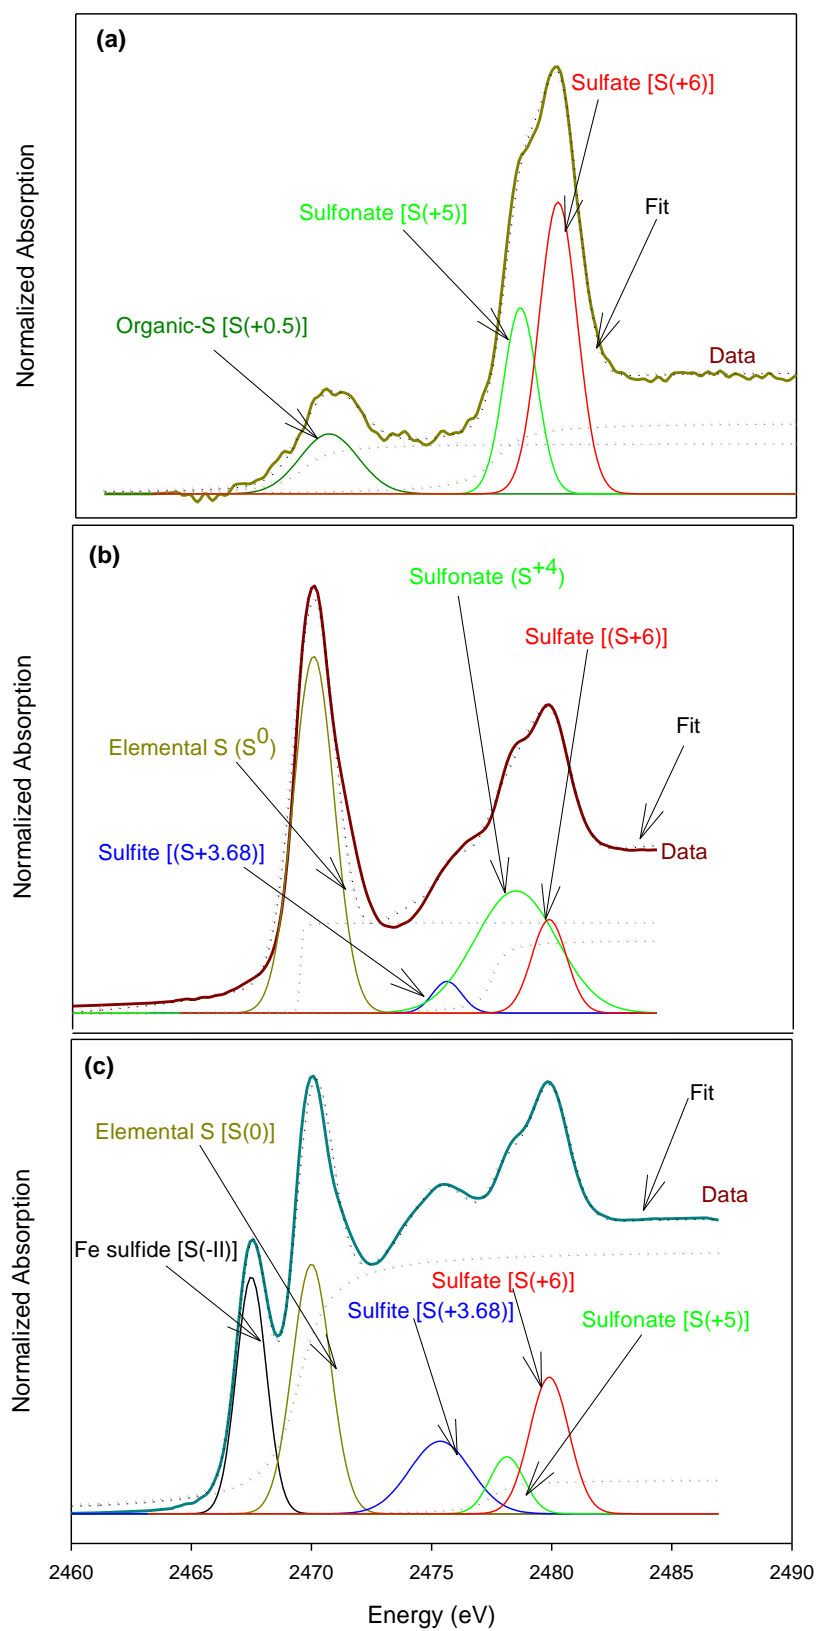 (a)
Sulfate [S(+6)]
Sulfonate [S(+5)]
Fit
Organic-S [S(+0.5)]
Data
Normalized Absorption
(b)
Sulfonate (S+4)
Sulfate [(S+6)]
Elemental S (S0)
Fit
Sulfite [(S+3.68)]
Data
Normalized Absorption
(c)
Fit
Elemental S [S(0)]
Data
Fe sulfide [S(-II)]
Sulfate [S(+6)]
Sulfite [S(+3.68)]
Sulfonate [S(+5)]
Normalized Absorption
2460 2465 2470 2475 2480 2485 2490
Energy (eV)